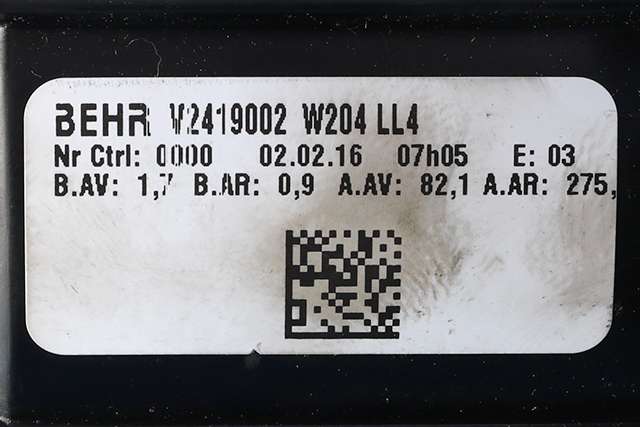 BEHR V2419002 W204 LL4
Nr Ctrl: 0000 02.02.16 07h05 E: 03
B.AV: 1,7 B.AR: 0,9 A.AV: 82,1 A.AR: 275,